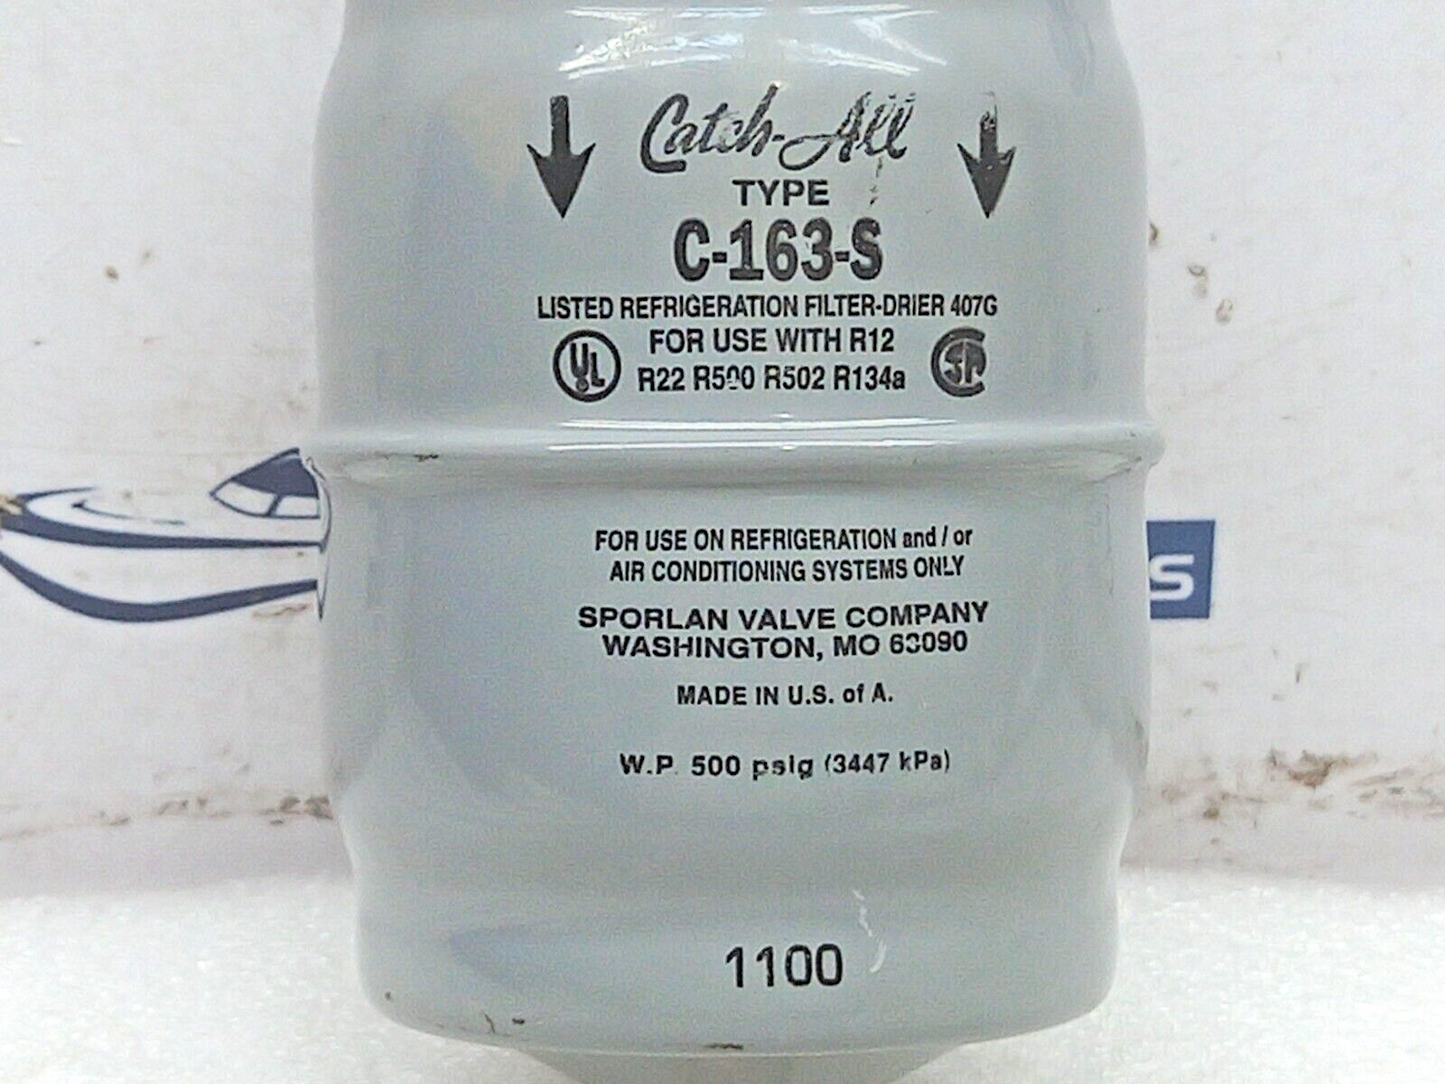 Catch-All
TYPE
C-163-S
LISTED REFRIGERATION FILTER-DRIER 407G
FOR USE WITH R12
R22 R500 R502 R134a
UL
SA
FOR USE ON REFRIGERATION and / or
AIR CONDITIONING SYSTEMS ONLY
SPORLAN VALVE COMPANY
WASHINGTON, MO 63090
MADE IN U.S. of A.
W.P. 500 psig (3447 kPa)
1100
S